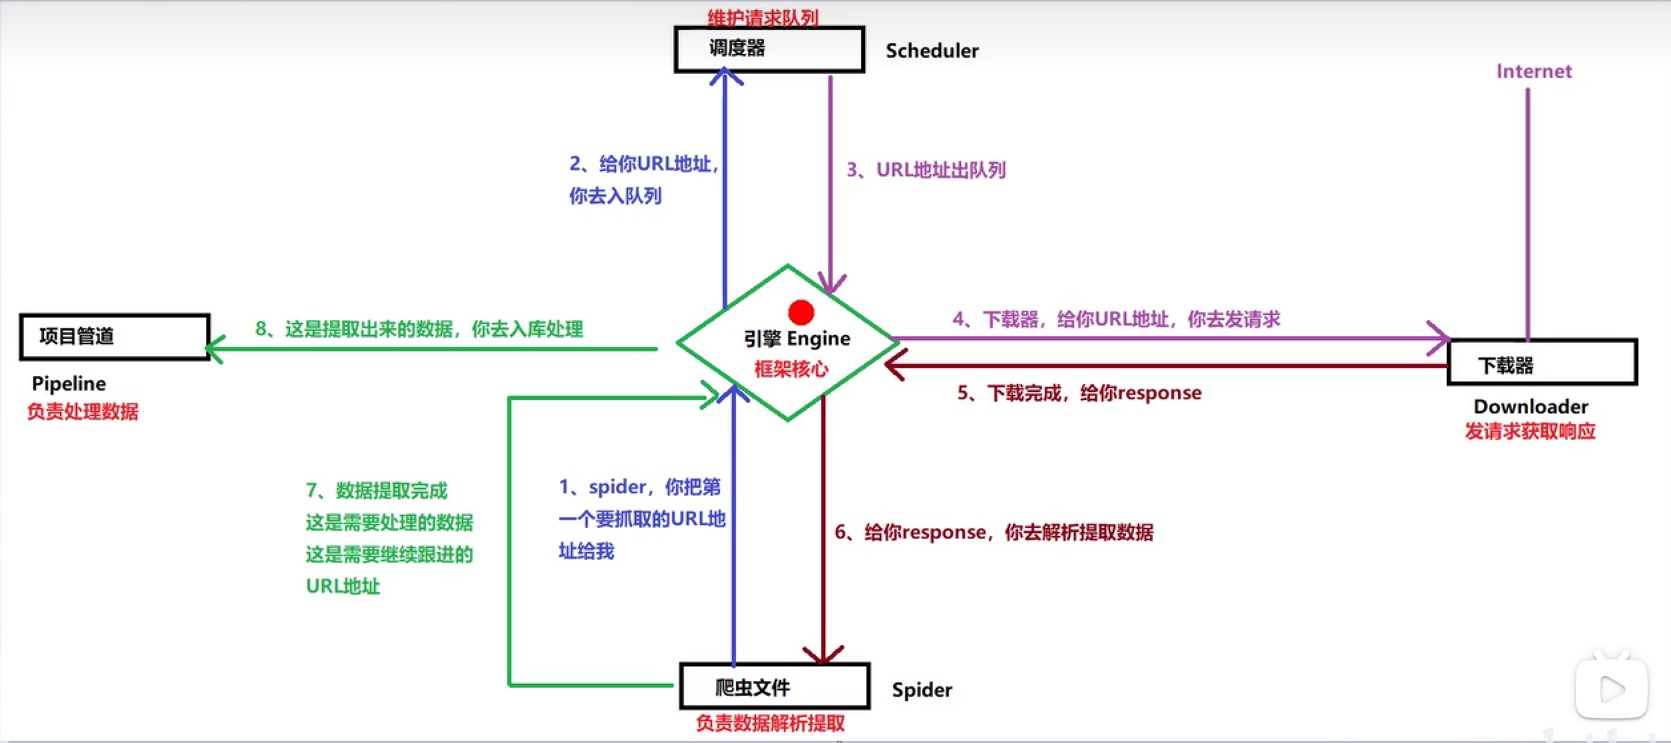 维护请求队列
调度器
Scheduler
Internet
2、给你URL地址，
你去入队列
3、URL地址出队列
项目管道
Pipeline
负责处理数据
8、这是提取出来的数据，你去入库处理
引擎 Engine
框架核心
4、下载器，给你URL地址，你去发请求
5、下载完成，给你response
下载器
Downloader
发请求获取响应
7、数据提取完成
这是需要处理的数据
这是需要继续跟进的
URL地址
1、spider，你把第
一个要抓取的URL地
址给我
6、给你response，你去解析提取数据
爬虫文件
Spider
负责数据解析提取